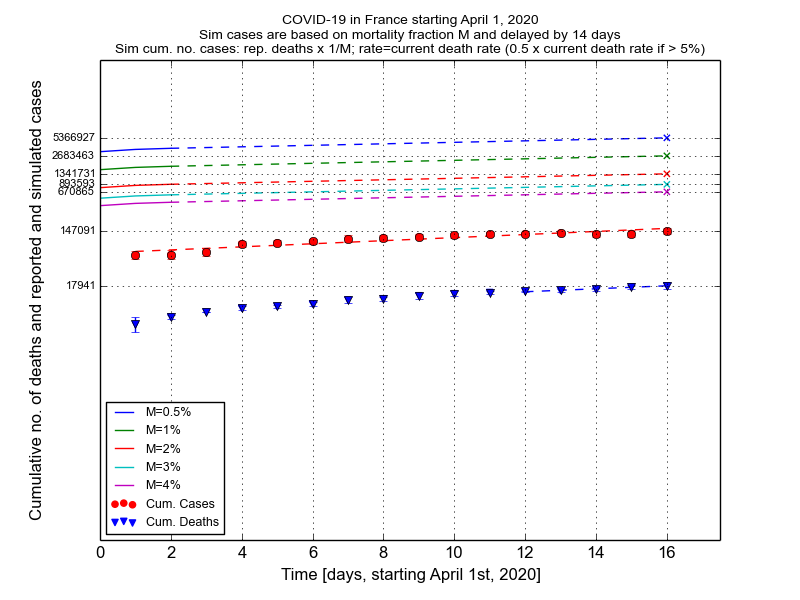 COVID-19 in France starting April 1, 2020
Sim cases are based on mortality fraction M and delayed by 14 days
Sim cum. no. cases: rep. deaths x 1/M; rate=current death rate (0.5 x current death rate if > 5%)
Cumulative no. of deaths and reported and simulated cases
5366927
2683463
1341731
893593
670865
147091
17941
M=0.5%
M=1%
M=2%
M=3%
M=4%
Cum. Cases
Cum. Deaths
0 2 4 6 8 10 12 14 16
Time [days, starting April 1st, 2020]